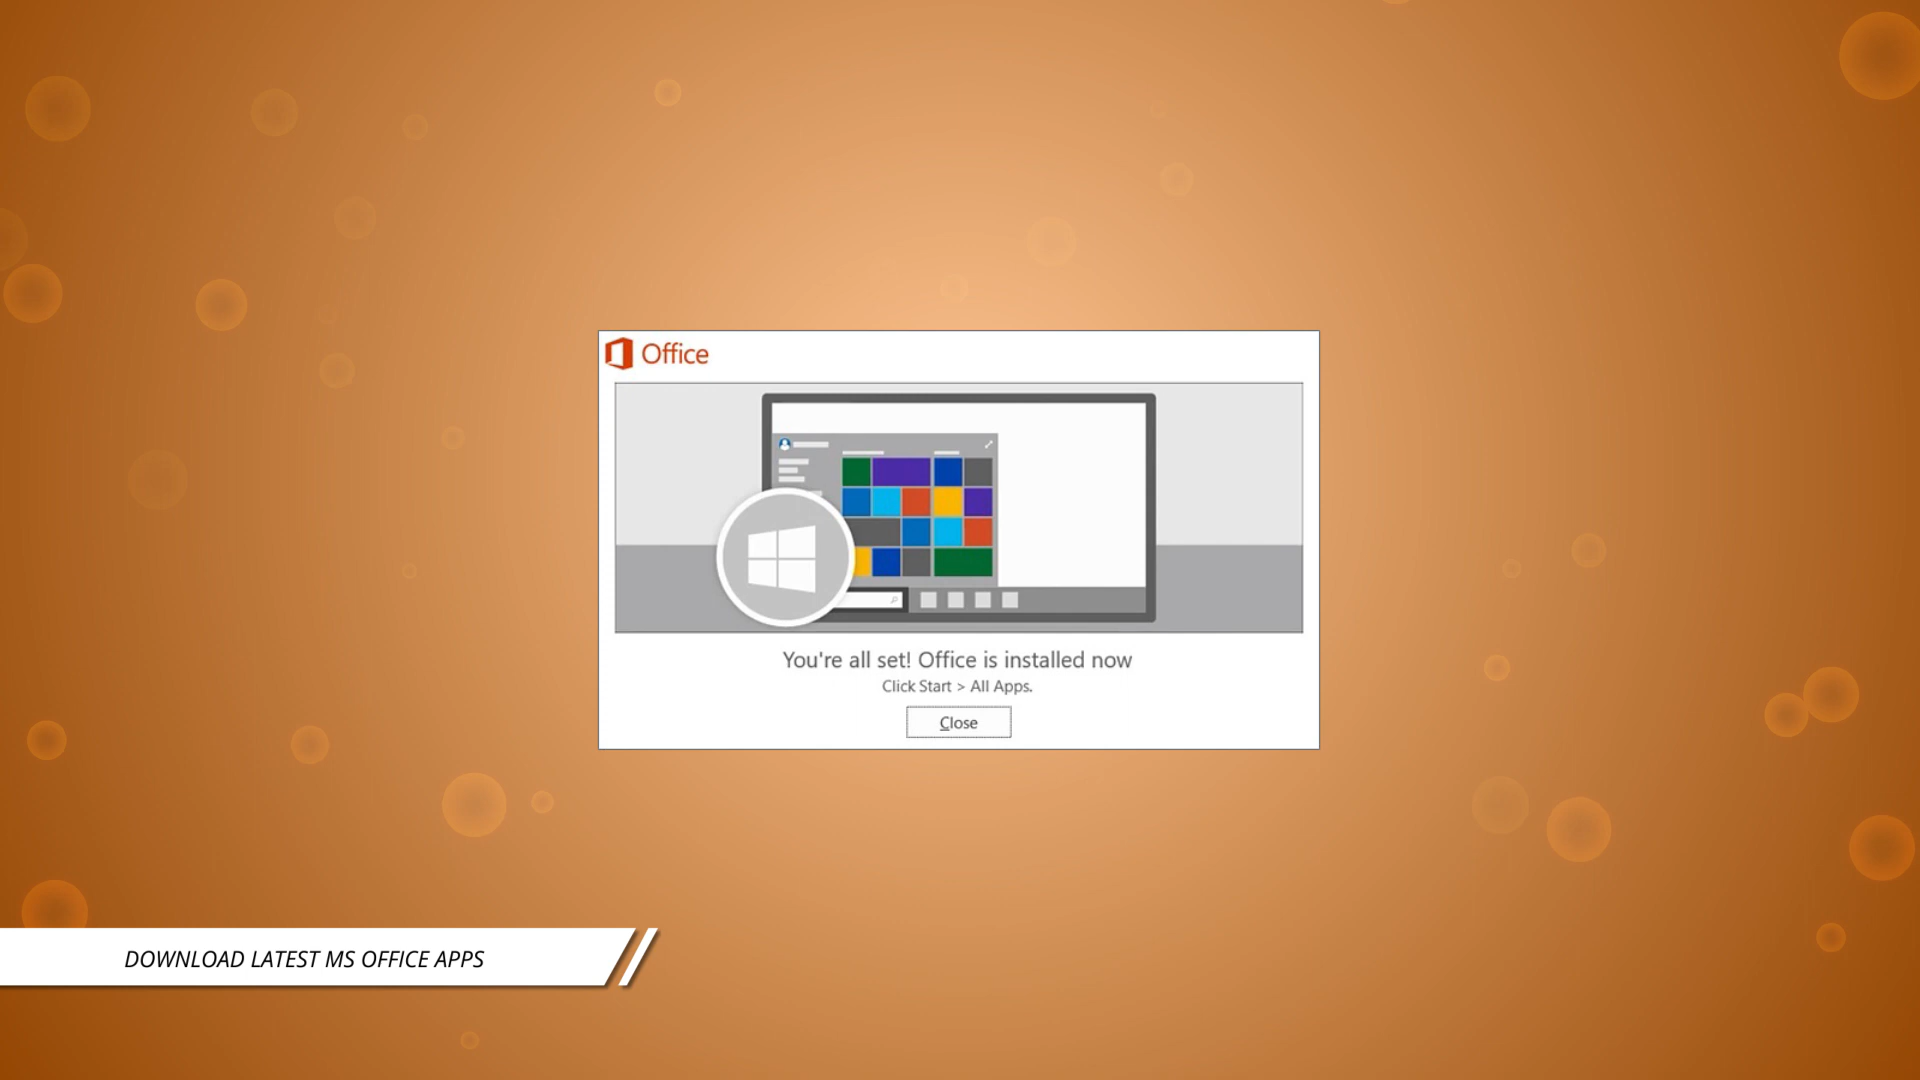 Office
You're all set! Office is installed now
Click Start > All Apps.
Close
DOWNLOAD LATEST MS OFFICE APPS